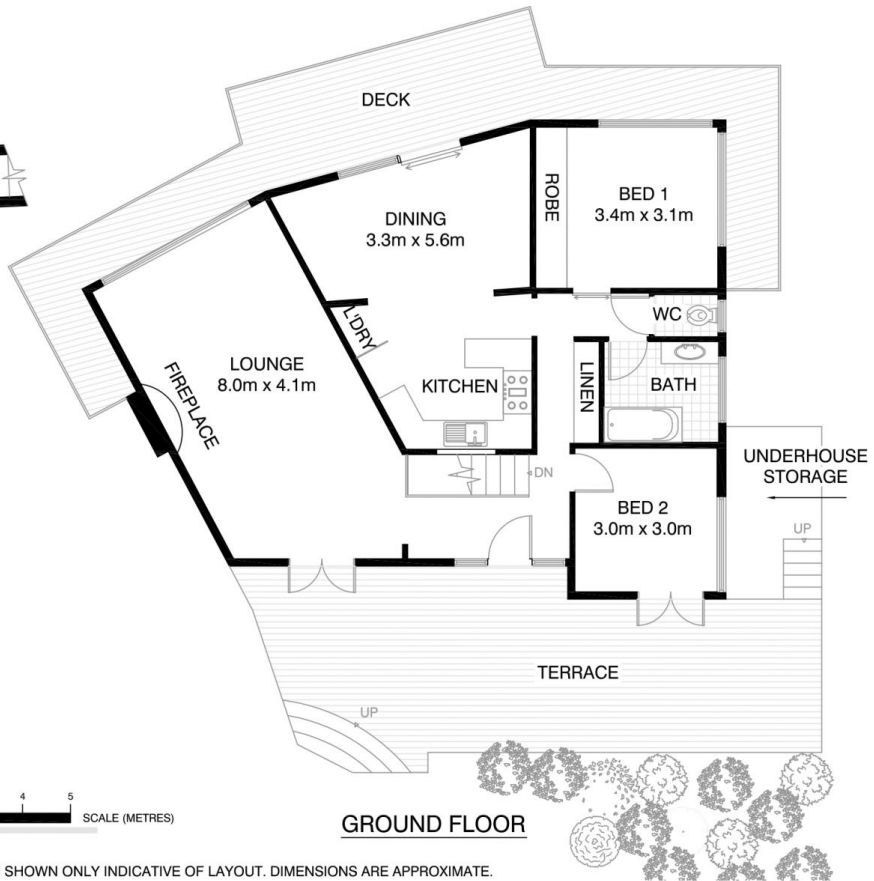 DECK
ROBE
BED 1
3.4m x 3.1m
DINING
3.3m x 5.6m
WC
L'DRY
LOUNGE
8.0m x 4.1m
FIREPLACE
KITCHEN
LINEN
BATH
UNDERHOUSE
STORAGE
DN
BED 2
3.0m x 3.0m
UP
TERRACE
UP
4 5
SCALE (METRES)
GROUND FLOOR
SHOWN ONLY INDICATIVE OF LAYOUT. DIMENSIONS ARE APPROXIMATE.